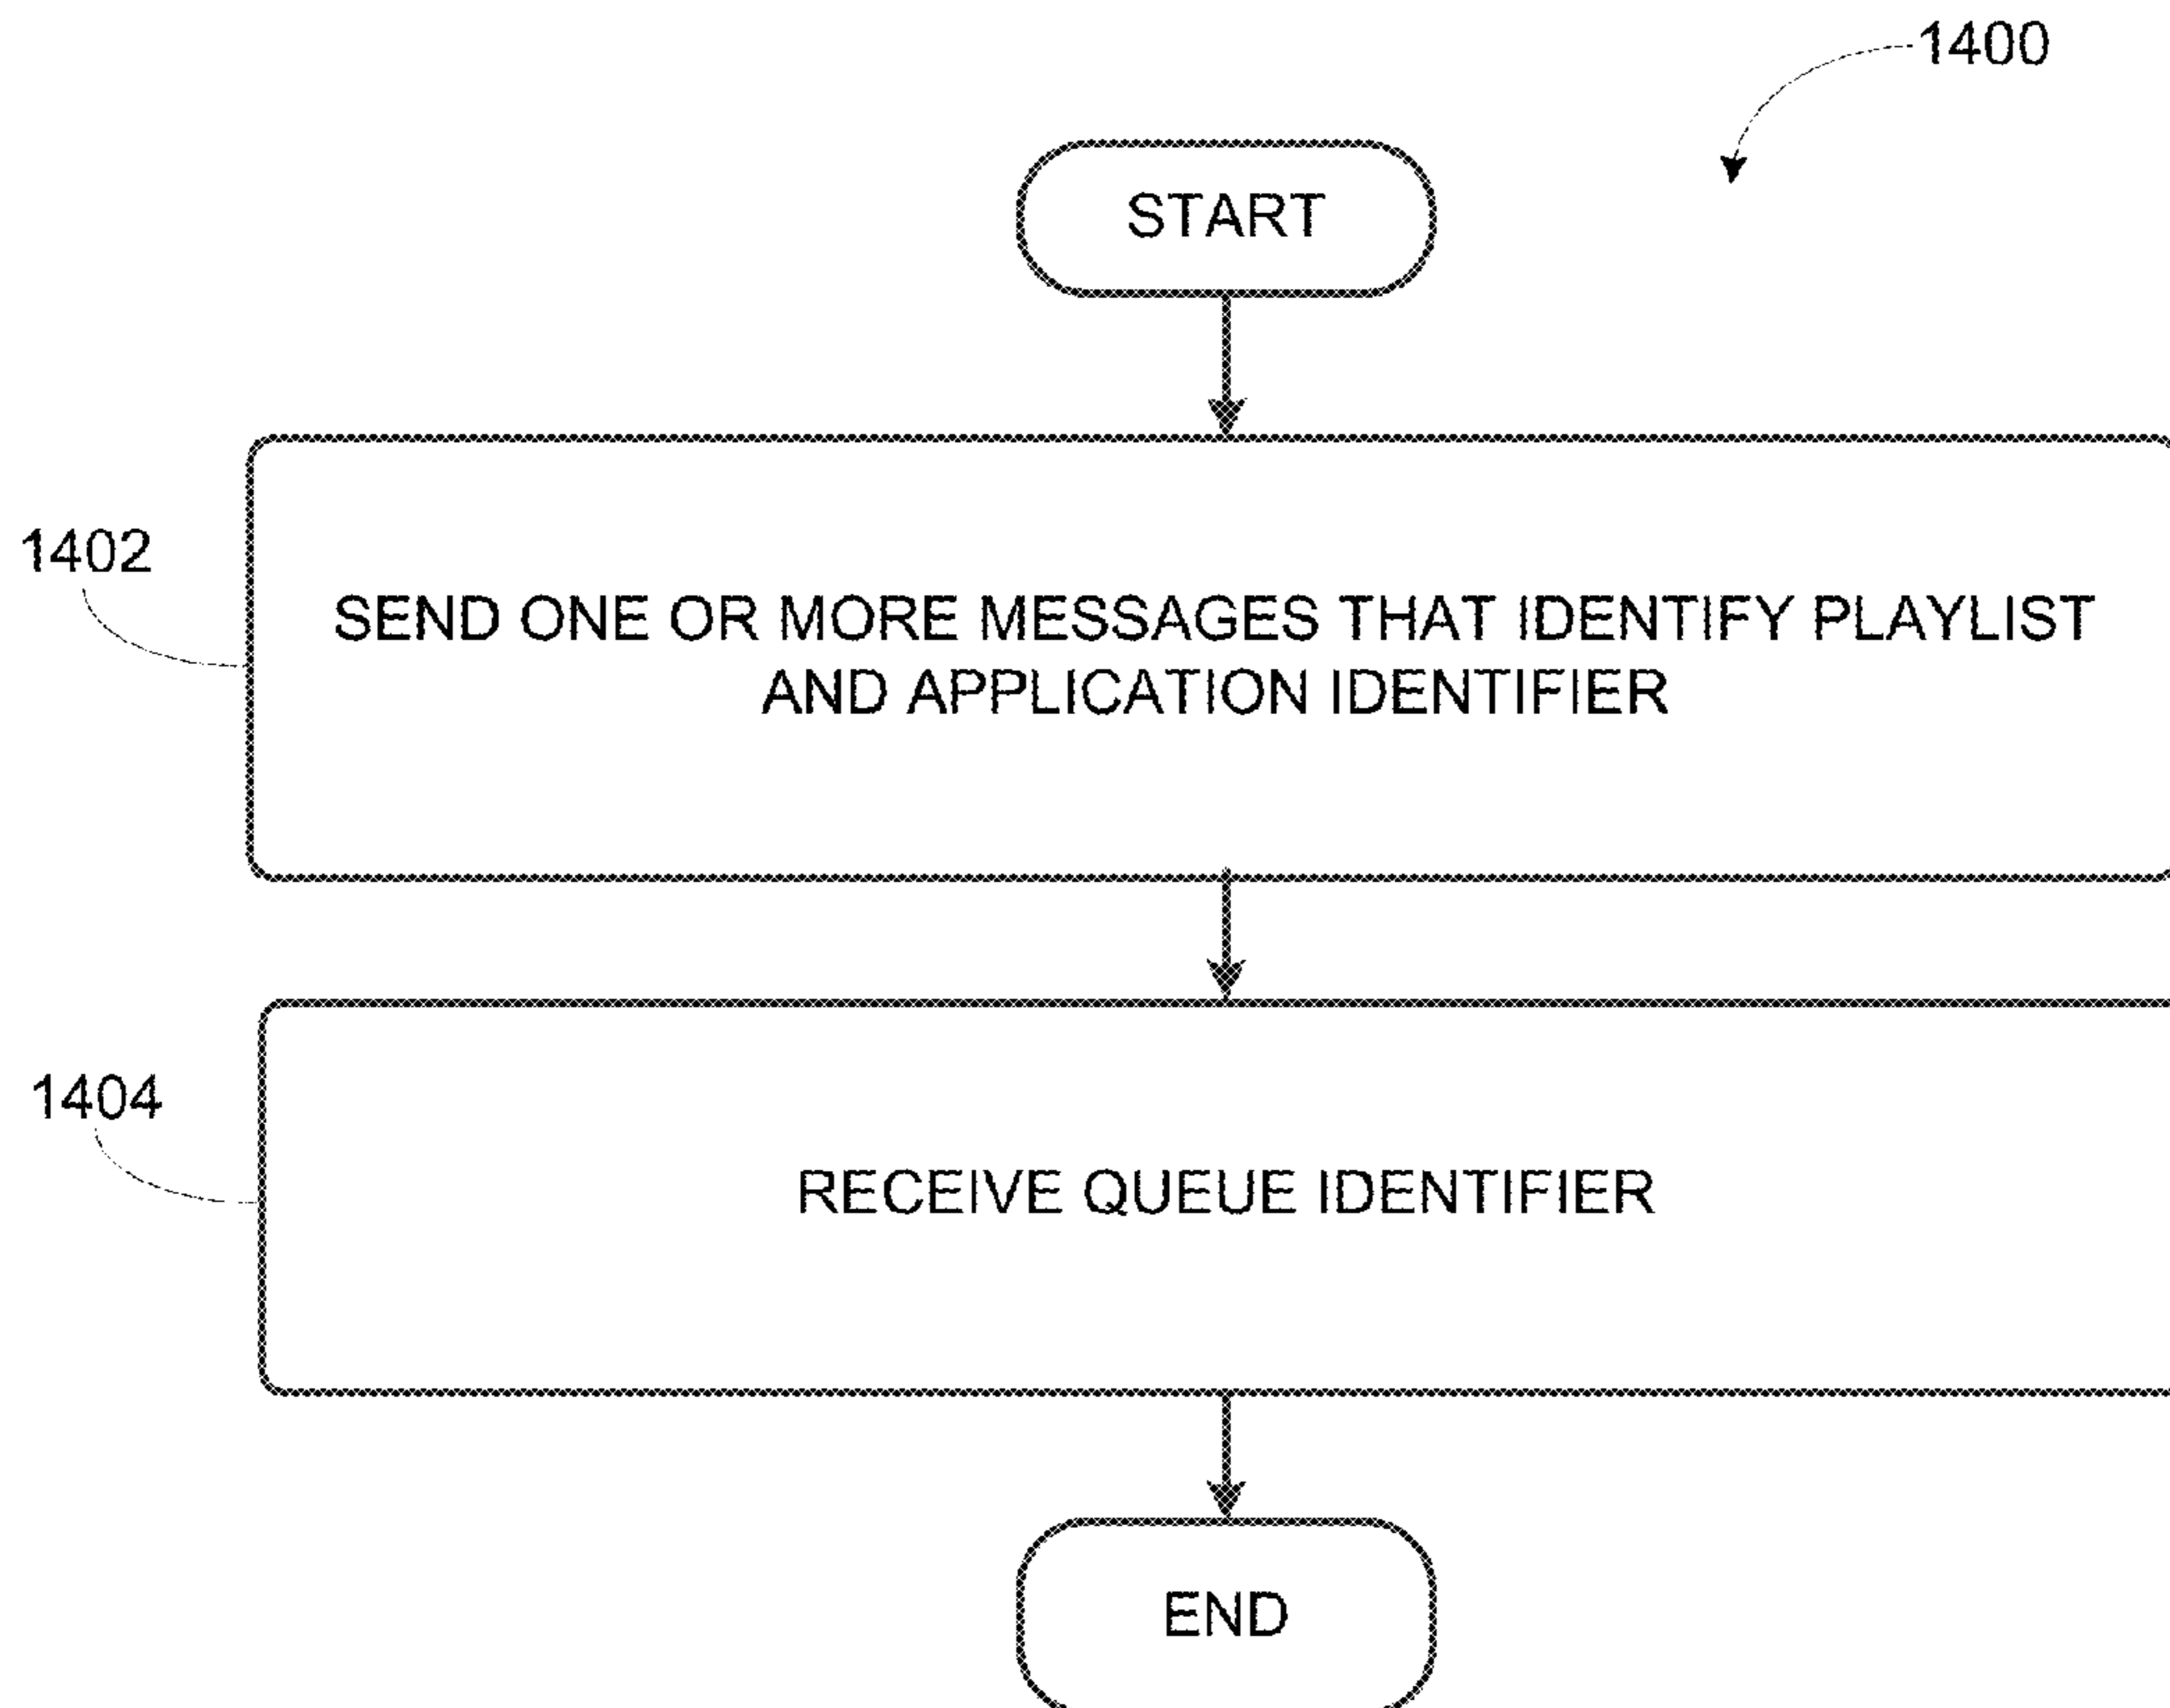 1400
START
1402
SEND ONE OR MORE MESSAGES THAT IDENTIFY PLAYLIST
AND APPLICATION IDENTIFIER
1404
RECEIVE QUEUE IDENTIFIER
END